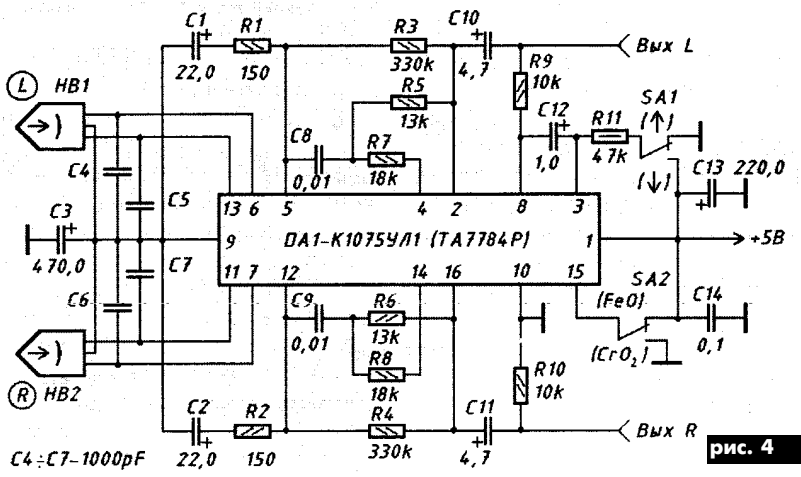 C1 + R1 R3 C10 +
22,0 150 330k 4,7 Вых L
L HB1 R5 R9
13k 10k SA1
C8 R7 C12 + R11 (↑)
C4 0,01 18k 1,0 47k C13 220,0
C5 (↓) +
C3 + 13 6 5 4 2 8 3
9 DA1-К1075УЛ1 (TA7784P) 1 +5В
470,0 C7 11 7 12 14 16 10 15 SA2
C6 C9 R6 (FeO) C14
0,01 13k (CrO2) 0,1
R HB2 R8 R10
18k 10k
C2 R2 R4 C11
+ + Вых R
22,0 150 330k 4,7
C4÷C7-1000pF
рис. 4